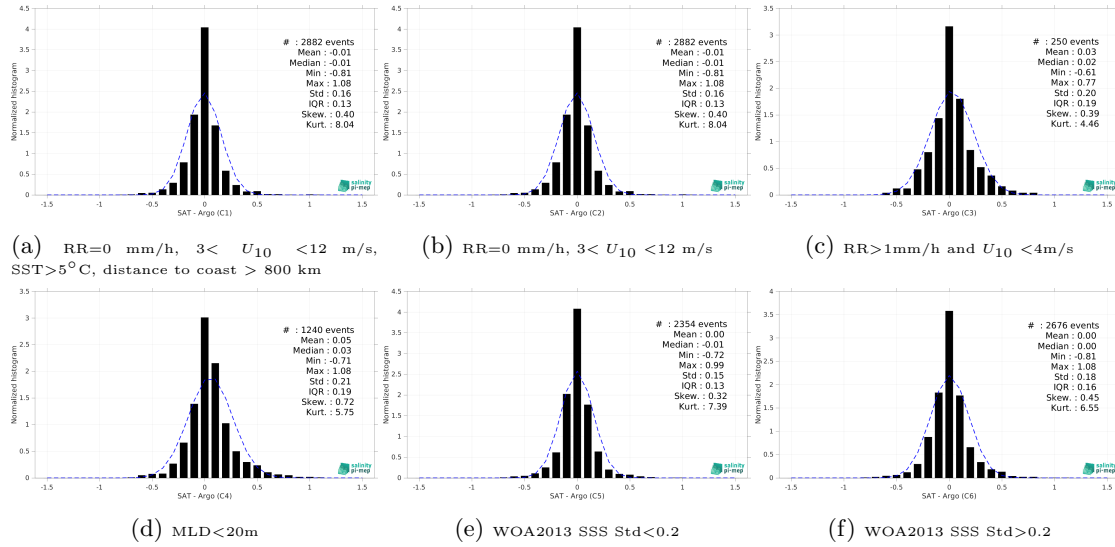 4.5
4
3.5
3
2.5
2
1.5
1
0.5
0
Normalized histogram
# : 2882 events
Mean : -0.01
Median : -0.01
Min : -0.81
Max : 1.08
Std : 0.16
IQR : 0.13
Skew. : 0.40
Kurt. : 8.04
salinity
pi-mep
-1.5 -1 -0.5 0 0.5 1 1.5
SAT - Argo (C1)
(a) RR=0 mm/h, 3< U10 <12 m/s,
SST>5°C, distance to coast > 800 km
4.5
4
3.5
3
2.5
2
1.5
1
0.5
0
Normalized histogram
# : 2882 events
Mean : -0.01
Median : -0.01
Min : -0.81
Max : 1.08
Std : 0.16
IQR : 0.13
Skew. : 0.40
Kurt. : 8.04
salinity
pi-mep
-1.5 -1 -0.5 0 0.5 1 1.5
SAT - Argo (C2)
(b) RR=0 mm/h, 3< U10 <12 m/s
3.5
3
2.5
2
1.5
1
0.5
0
Normalized histogram
# : 250 events
Mean : 0.03
Median : 0.02
Min : -0.61
Max : 0.77
Std : 0.20
IQR : 0.19
Skew. : 0.39
Kurt. : 4.46
salinity
pi-mep
-1.5 -1 -0.5 0 0.5 1 1.5
SAT - Argo (C3)
(c) RR>1mm/h and U10 <4m/s
3.5
3
2.5
2
1.5
1
0.5
0
Normalized histogram
# : 1240 events
Mean : 0.05
Median : 0.03
Min : -0.71
Max : 1.08
Std : 0.21
IQR : 0.19
Skew. : 0.72
Kurt. : 5.75
salinity
pi-mep
-1.5 -1 -0.5 0 0.5 1 1.5
SAT - Argo (C4)
(d) MLD<20m
4.5
4
3.5
3
2.5
2
1.5
1
0.5
0
Normalized histogram
# : 2354 events
Mean : 0.00
Median : -0.01
Min : -0.72
Max : 0.99
Std : 0.15
IQR : 0.13
Skew. : 0.32
Kurt. : 7.39
salinity
pi-mep
-1.5 -1 -0.5 0 0.5 1 1.5
SAT - Argo (C5)
(e) WOA2013 SSS Std<0.2
4
3.5
3
2.5
2
1.5
1
0.5
0
Normalized histogram
# : 2676 events
Mean : 0.00
Median : 0.00
Min : -0.81
Max : 1.08
Std : 0.18
IQR : 0.16
Skew. : 0.45
Kurt. : 6.55
salinity
pi-mep
-1.5 -1 -0.5 0 0.5 1 1.5
SAT - Argo (C6)
(f) WOA2013 SSS Std>0.2